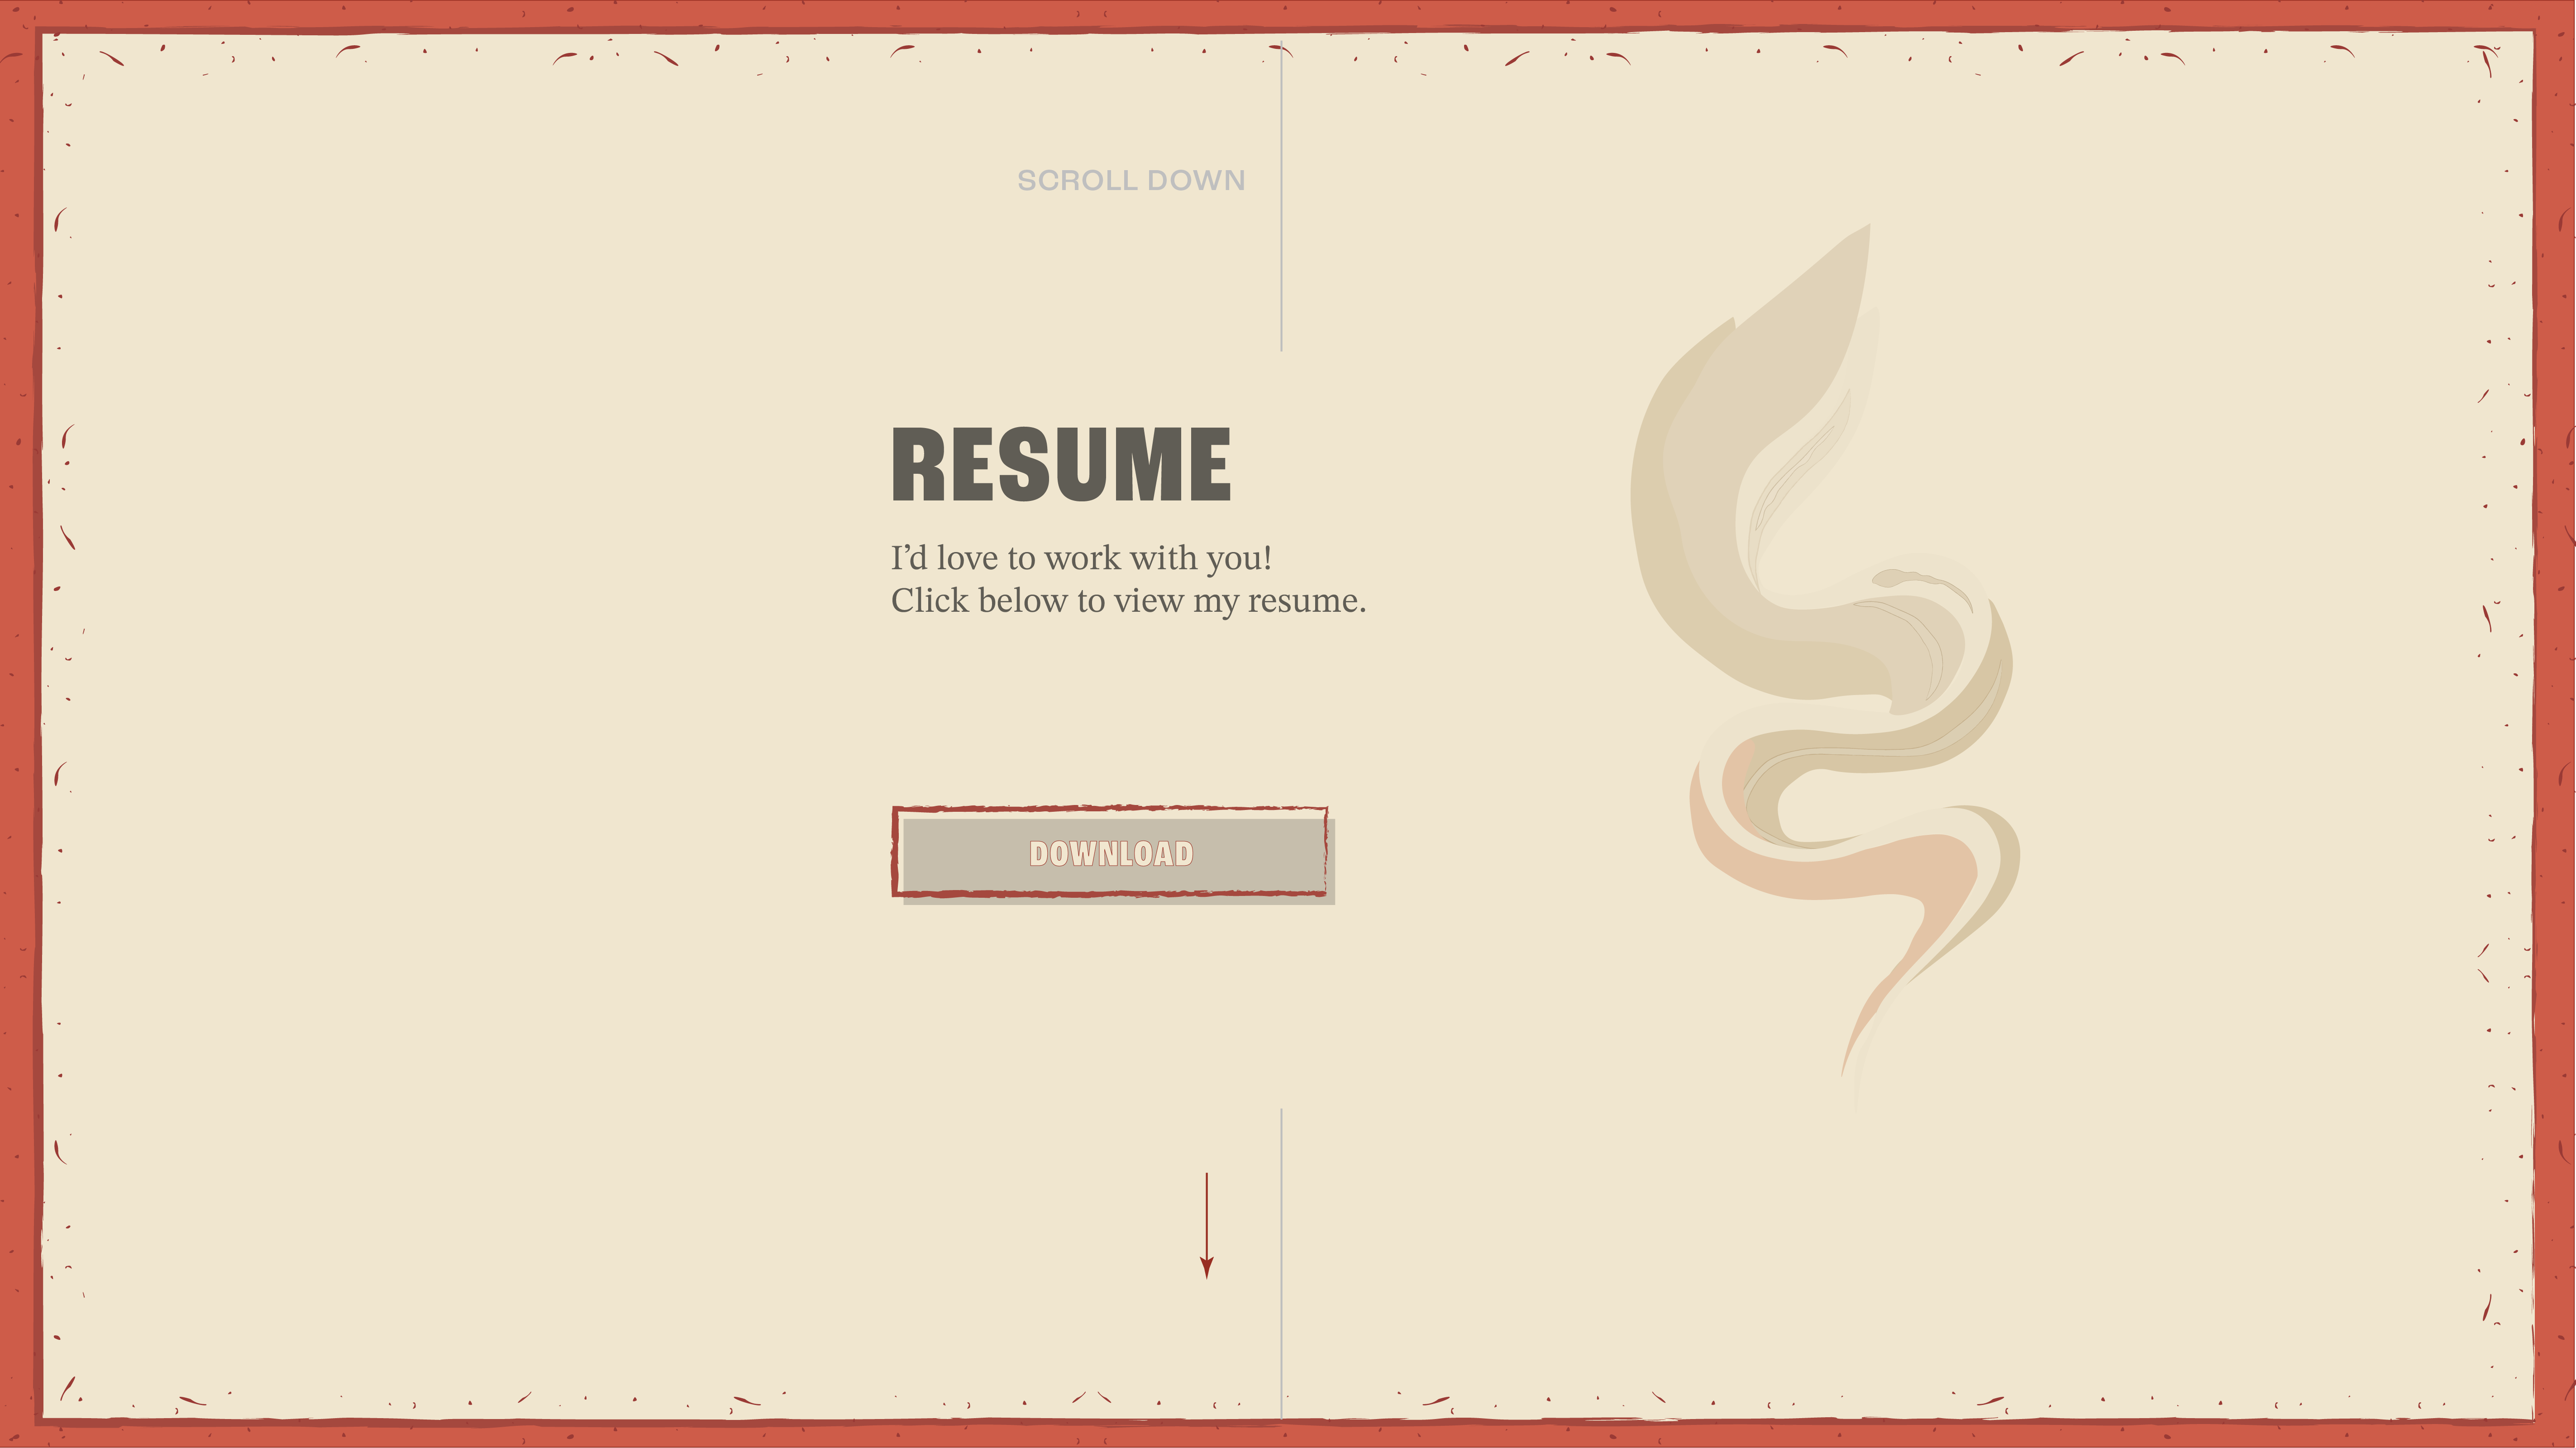 SCROLL DOWN
RESUME
I’d love to work with you!
Click below to view my resume.
DOWNLOAD